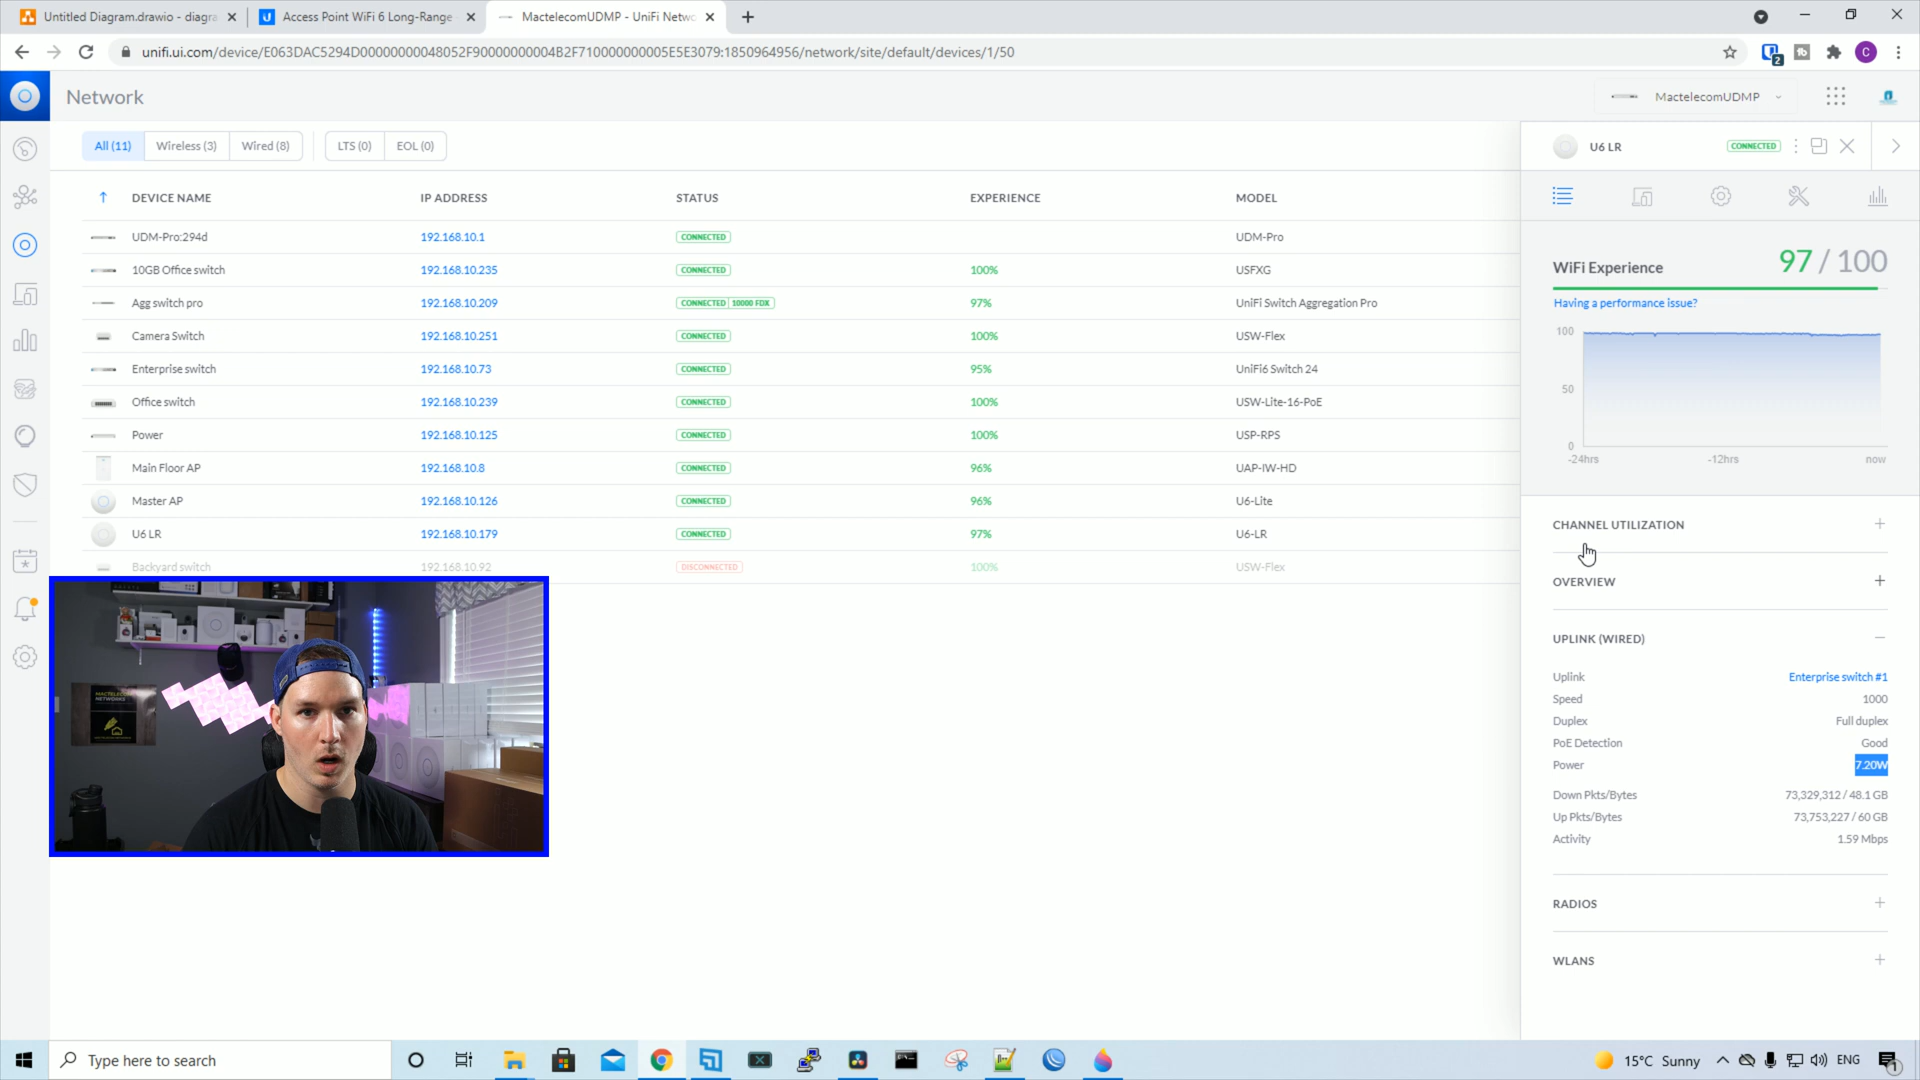 Untitled Diagram.drawio - diagra
Access Point WiFi 6 Long-Range
MactelecomUDMP - UniFi Netwo
unifi.ui.com/device/E063DAC5294D00000000048052F90000000004B2F710000000005E5E3079:1850964956/network/site/default/devices/1/50
2
C
Network
MactelecomUDMP
All (11)
Wireless (3)
Wired (8)
LTS (0)
EOL (0)
U6 LR
CONNECTED
DEVICE NAME
IP ADDRESS
STATUS
EXPERIENCE
MODEL
UDM-Pro:294d
192.168.10.1
CONNECTED
UDM-Pro
10GB Office switch
192.168.10.235
CONNECTED
100%
USFXG
Agg switch pro
192.168.10.209
CONNECTED
10000 FDX
97%
UniFi Switch Aggregation Pro
Camera Switch
192.168.10.251
CONNECTED
100%
USW-Flex
Enterprise switch
192.168.10.73
CONNECTED
95%
UniFi6 Switch 24
Office switch
192.168.10.239
CONNECTED
100%
USW-Lite-16-PoE
Power
192.168.10.125
CONNECTED
100%
USP-RPS
Main Floor AP
192.168.10.8
CONNECTED
96%
UAP-IW-HD
Master AP
192.168.10.126
CONNECTED
96%
U6-Lite
U6 LR
192.168.10.179
CONNECTED
97%
U6-LR
Backyard switch
192.168.10.92
DISCONNECTED
100%
USW-Flex
WiFi Experience
97 / 100
Having a performance issue?
100
50
0
-24hrs
-12hrs
now
CHANNEL UTILIZATION
OVERVIEW
UPLINK (WIRED)
Uplink
Enterprise switch #1
Speed
1000
Duplex
Full duplex
PoE Detection
Good
Power
7.20W
Down Pkts/Bytes
73,329,312 / 48.1 GB
Up Pkts/Bytes
73,753,227 / 60 GB
Activity
1.59 Mbps
RADIOS
WLANS
MACTELECOM
NETWORKS
Type here to search
15°C Sunny
ENG
1